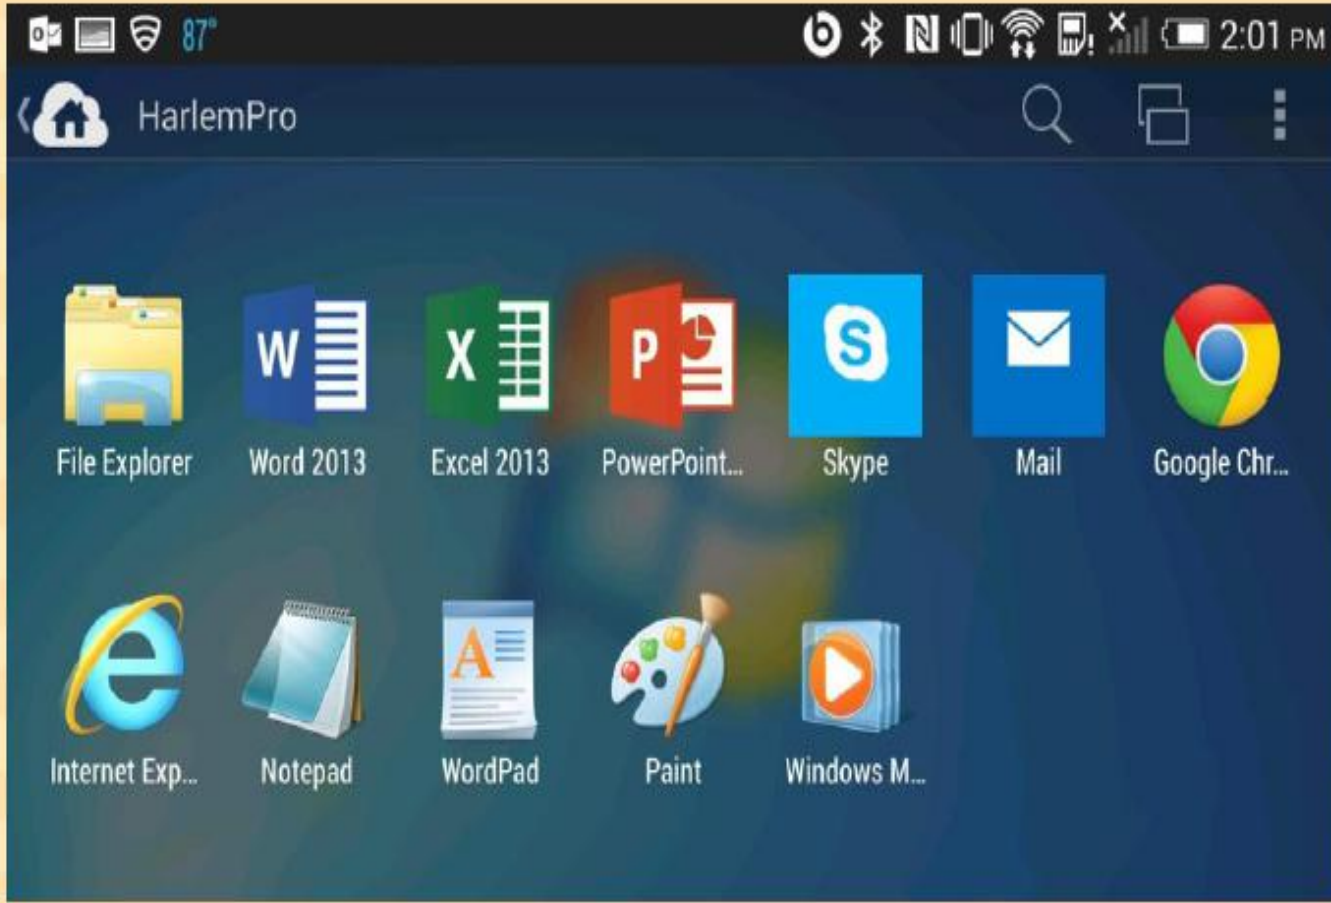 87° 2:01 PM
HarlemPro
File Explorer Word 2013 Excel 2013 PowerPoint... Skype Mail Google Chr...
Internet Exp... Notepad WordPad Paint Windows M...